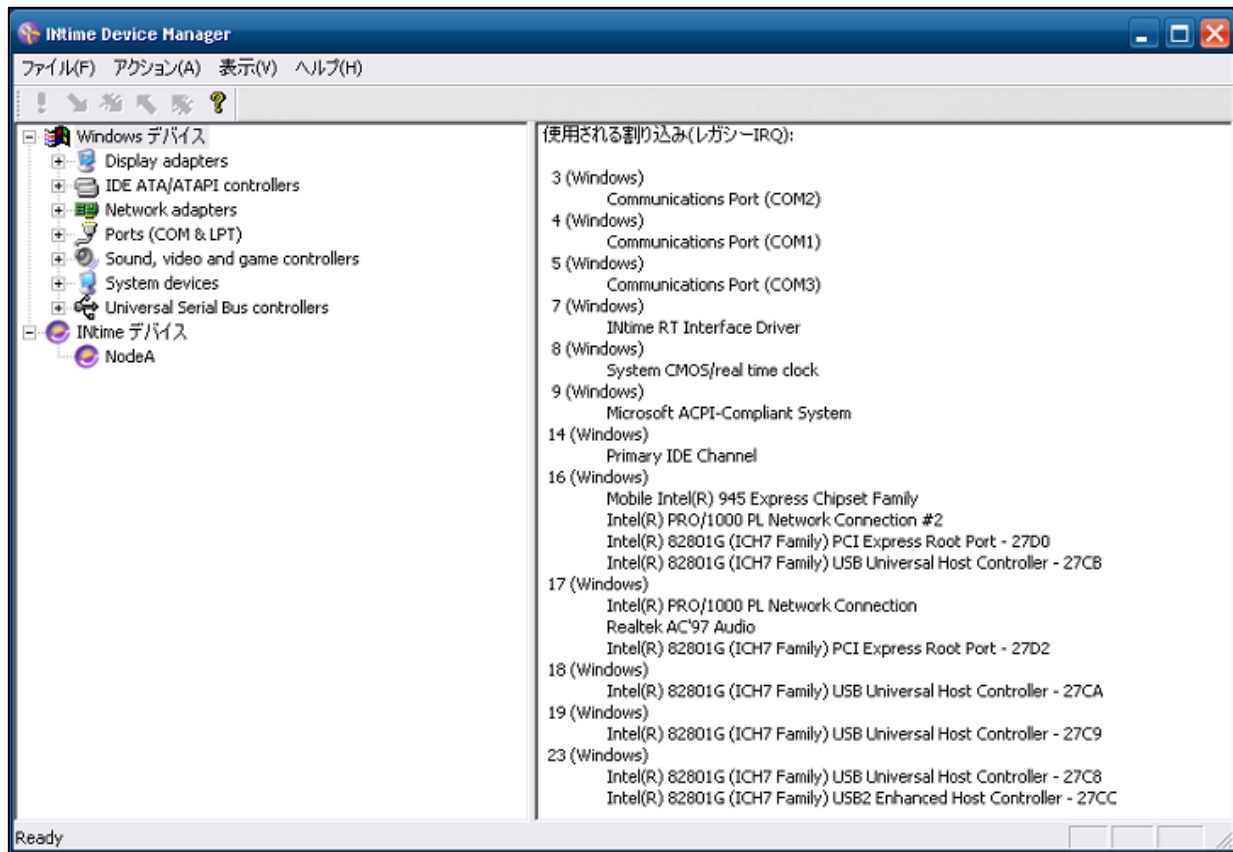 INtime Device Manager
ファイル(F) アクション(A) 表示(V) ヘルプ(H)
Windows デバイス
Display adapters
IDE ATA/ATAPI controllers
Network adapters
Ports (COM & LPT)
Sound, video and game controllers
System devices
Universal Serial Bus controllers
INtime デバイス
NodeA
使用される割り込み(レガシーIRQ):
3 (Windows)
Communications Port (COM2)
4 (Windows)
Communications Port (COM1)
5 (Windows)
Communications Port (COM3)
7 (Windows)
INtime RT Interface Driver
8 (Windows)
System CMOS/real time clock
9 (Windows)
Microsoft ACPI-Compliant System
14 (Windows)
Primary IDE Channel
16 (Windows)
Mobile Intel(R) 945 Express Chipset Family
Intel(R) PRO/1000 PL Network Connection #2
Intel(R) 82801G (ICH7 Family) PCI Express Root Port - 27D0
Intel(R) 82801G (ICH7 Family) USB Universal Host Controller - 27CB
17 (Windows)
Intel(R) PRO/1000 PL Network Connection
Realtek AC'97 Audio
Intel(R) 82801G (ICH7 Family) PCI Express Root Port - 27D2
18 (Windows)
Intel(R) 82801G (ICH7 Family) USB Universal Host Controller - 27CA
19 (Windows)
Intel(R) 82801G (ICH7 Family) USB Universal Host Controller - 27C9
23 (Windows)
Intel(R) 82801G (ICH7 Family) USB Universal Host Controller - 27C8
Intel(R) 82801G (ICH7 Family) USB2 Enhanced Host Controller - 27CC
Ready